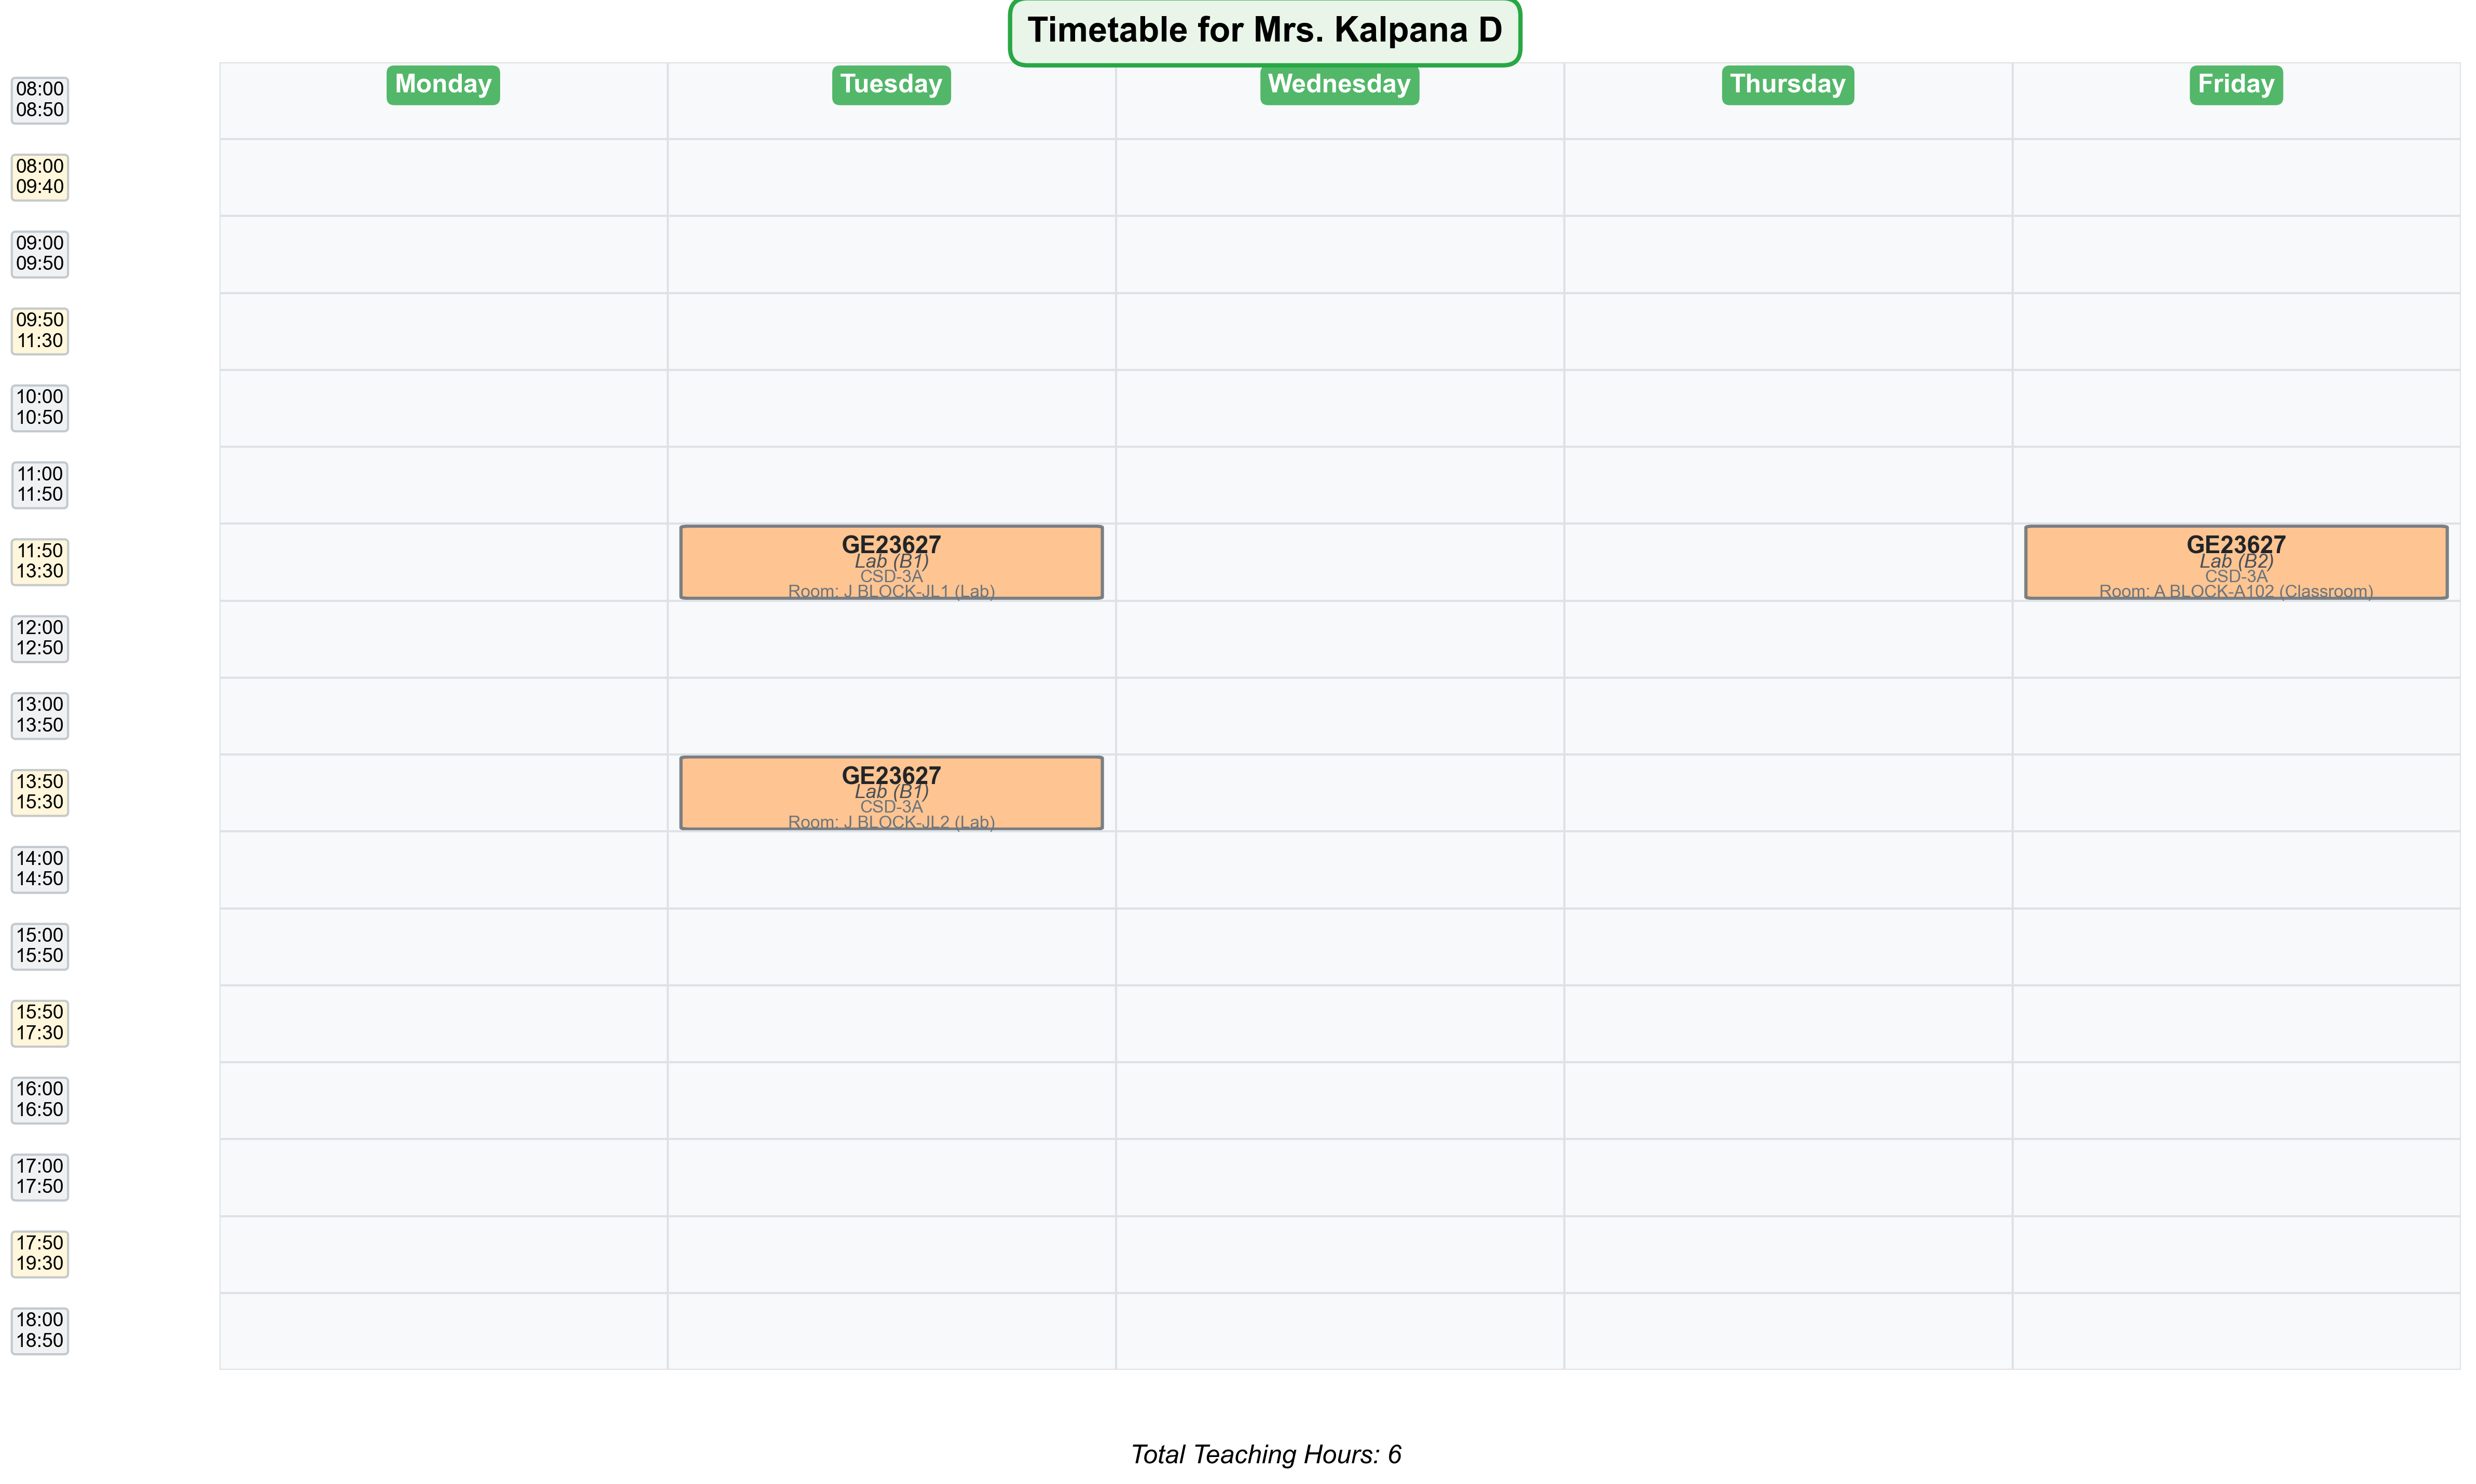 Timetable for Mrs. Kalpana D
Monday
Tuesday
Wednesday
Thursday
Friday
08:00
08:50
08:00
09:40
09:00
09:50
09:50
11:30
10:00
10:50
11:00
11:50
11:50
13:30
GE23627
Lab (B1)
CSD-3A
Room: J BLOCK-JL1 (Lab)
GE23627
Lab (B2)
CSD-3A
Room: A BLOCK-A102 (Classroom)
12:00
12:50
13:00
13:50
13:50
15:30
GE23627
Lab (B1)
CSD-3A
Room: J BLOCK-JL2 (Lab)
14:00
14:50
15:00
15:50
15:50
17:30
16:00
16:50
17:00
17:50
17:50
19:30
18:00
18:50
Total Teaching Hours: 6